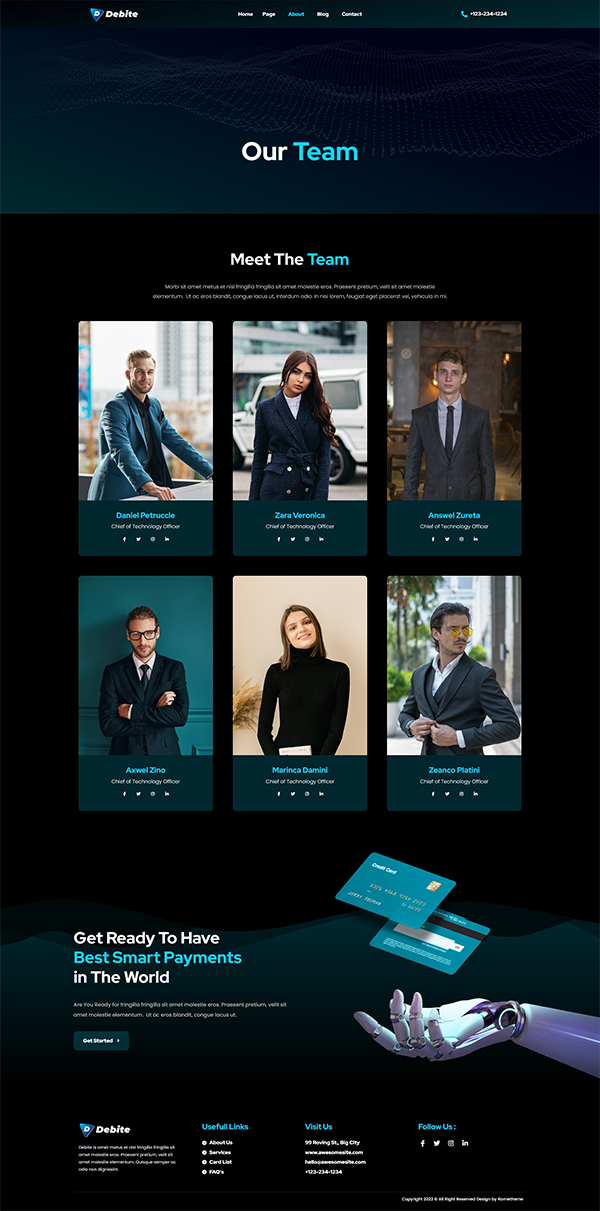 Debite
Home Page About Blog Contact
+123-234-1234
Our Team
Meet The Team
Morbi sit amet metus et nisl fringilla fringilla sit amet molestie eros. Praesent pretium, velit sit amet molestie
elementum. Ut ac eros blandit, congue lacus ut, interdum odio. In nisi lorem, feugiat eget placerat vel, vehicula in mi.
Daniel Petruccie
Chief of Technology Officer
Zara Veronica
Chief of Technology Officer
Answel Zureta
Chief of Technology Officer
Axwel Zino
Chief of Technology Officer
Marinca Damini
Chief of Technology Officer
Zeanco Platini
Chief of Technology Officer
Credit Card
Get Ready To Have
Best Smart Payments
in The World
Are You Ready for fringilla fringilla sit amet molestie eros. Praesent pretium, velit sit
amet molestie elementum. Ut ac eros blandit, congue lacus ut.
Get Started
Debite
Debite is amet metus et nisl fringilla fringilla sit
amet molestie eros. Praesent pretium, velit sit
amet molestie elementum. Quisque semper ac
odio non dignissim.
Usefull Links
About Us
Services
Card List
FAQ's
Visit Us
99 Roving St., Big City
www.awesomesite.com
hello@awesomesite.com
+123-234-1234
Follow Us :
Copyright 2022 © All Right Reserved Design by Rometheme